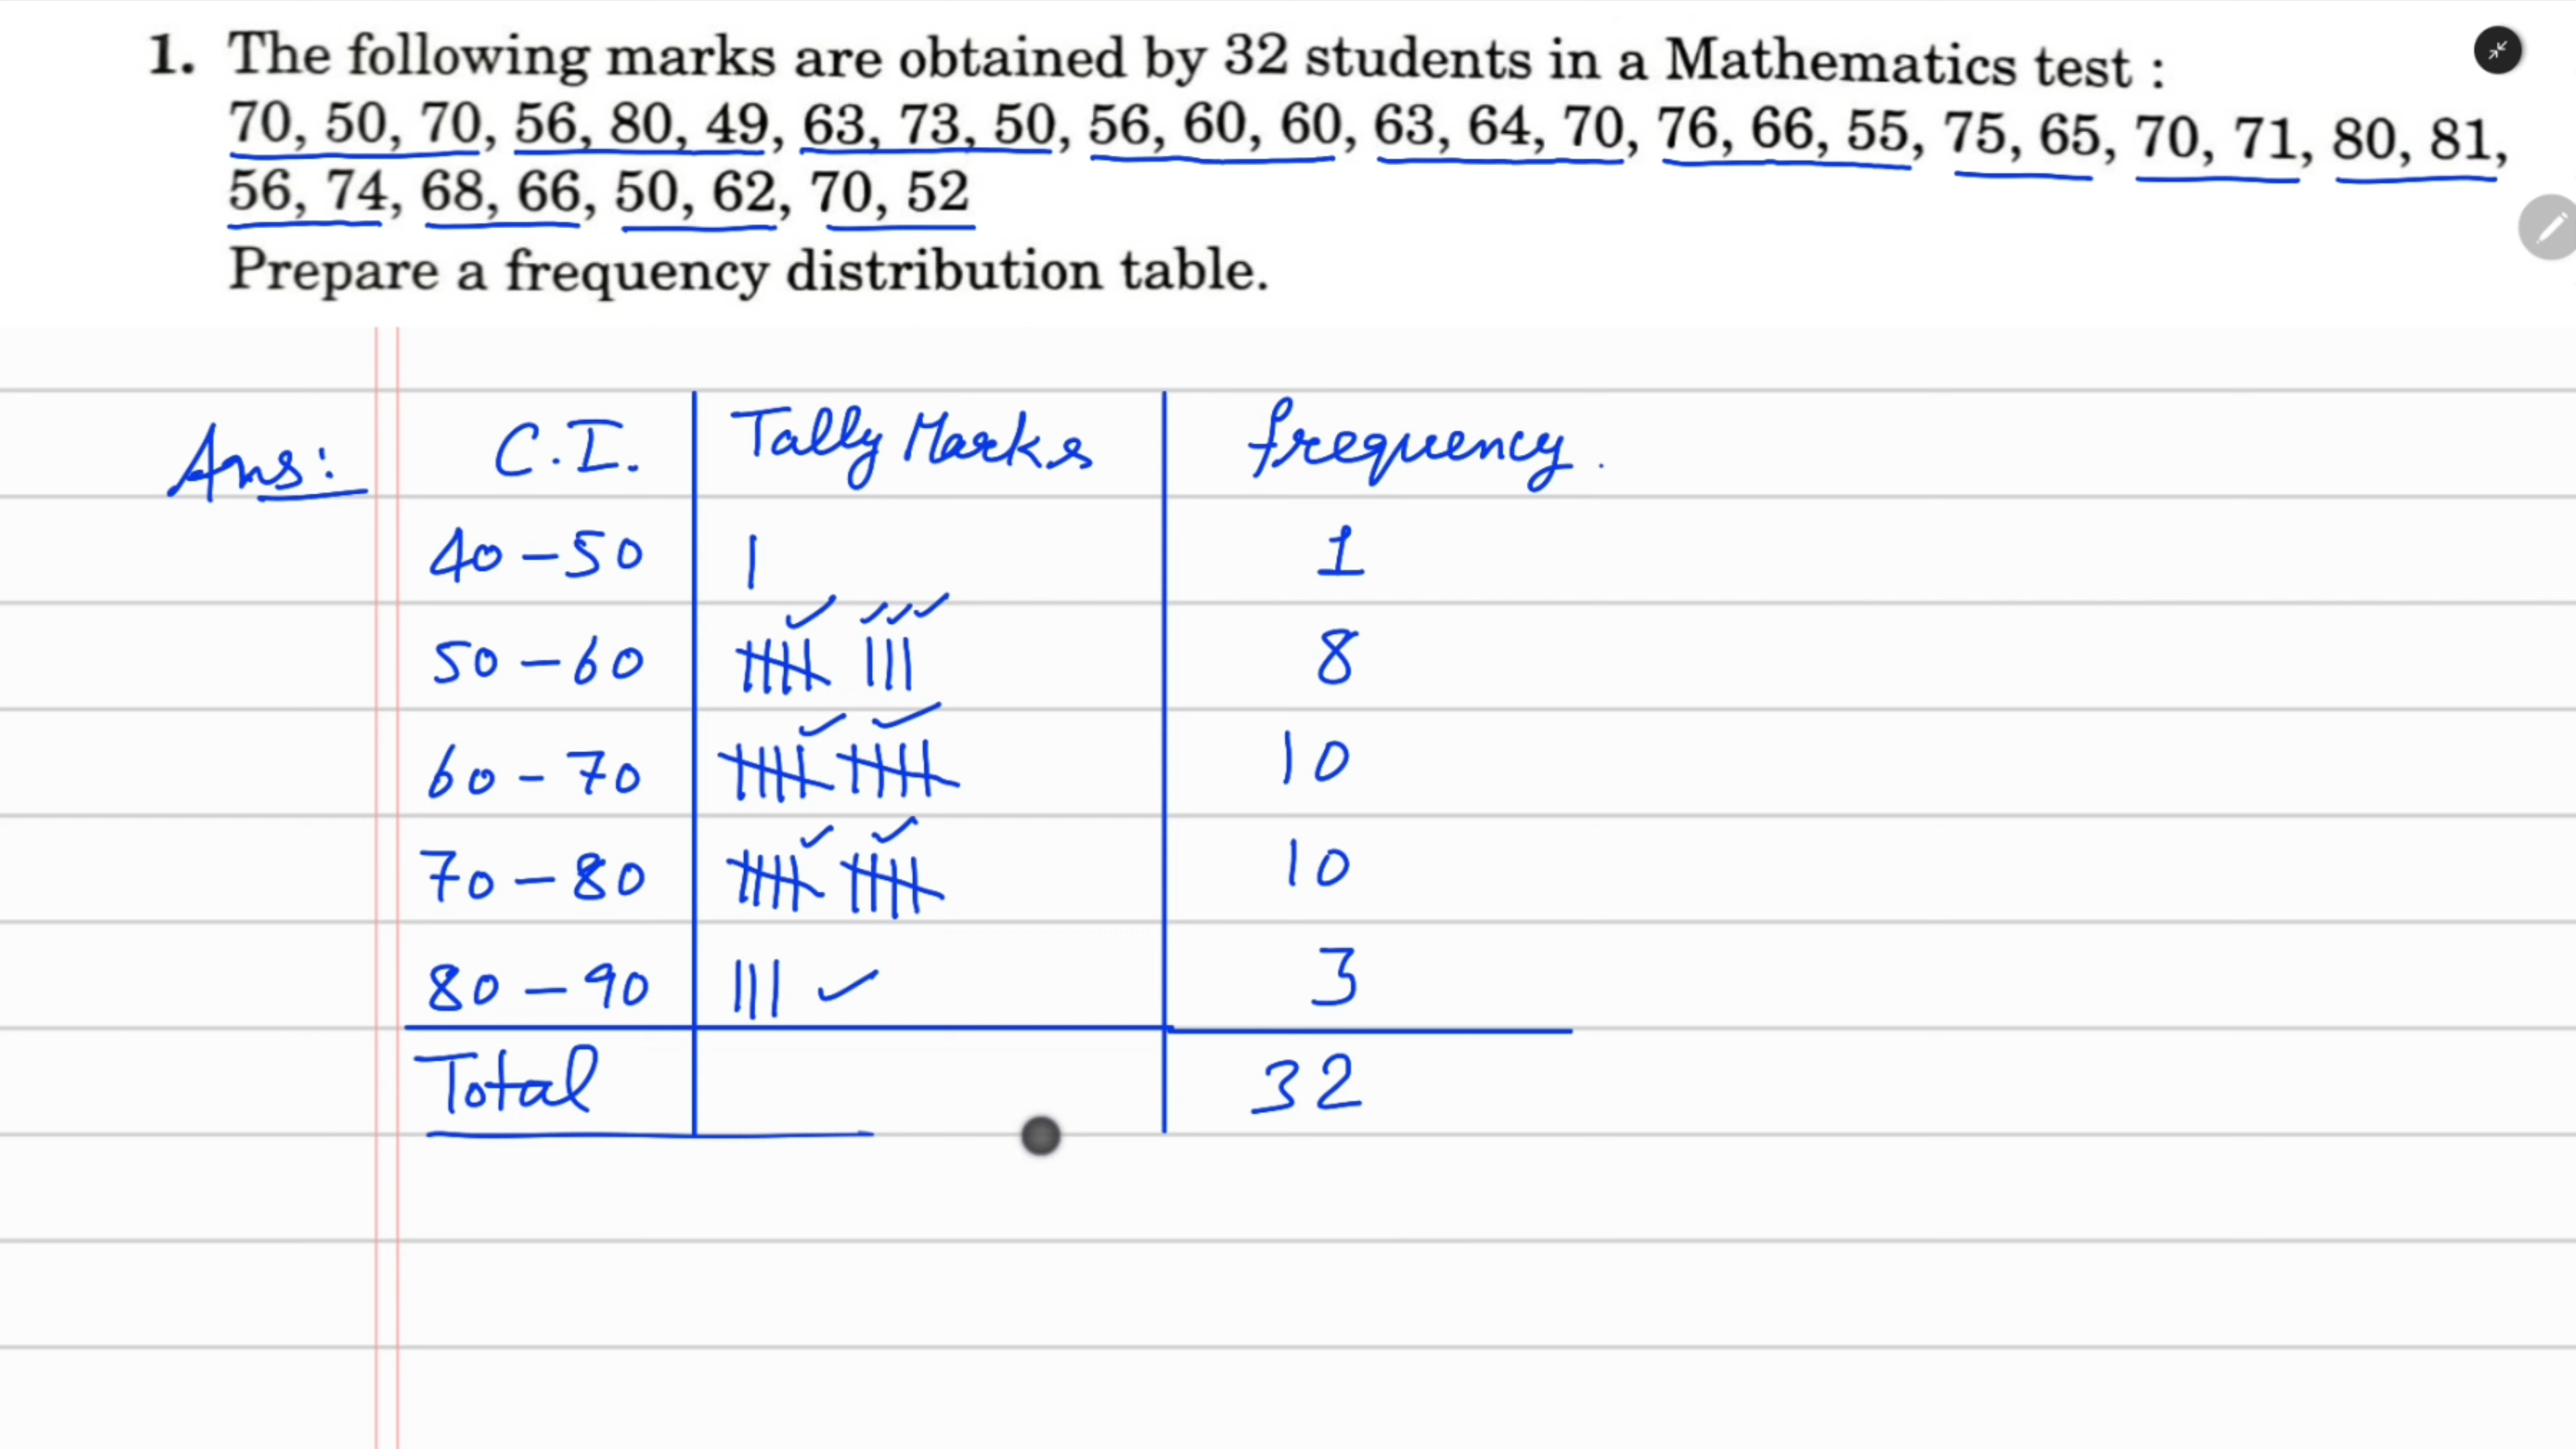 1. The following marks are obtained by 32 students in a Mathematics test :
70, 50, 70, 56, 80, 49, 63, 73, 50, 56, 60, 60, 63, 64, 70, 76, 66, 55, 75, 65, 70, 71, 80, 81,
56, 74, 68, 66, 50, 62, 70, 52
Prepare a frequency distribution table.
Ans: C.I. Tally Marks frequency.
40-50 | 1
50-60 |||| ||| 8
60-70 |||| |||| 10
70-80 |||| |||| 10
80-90 ||| 3
Total 32